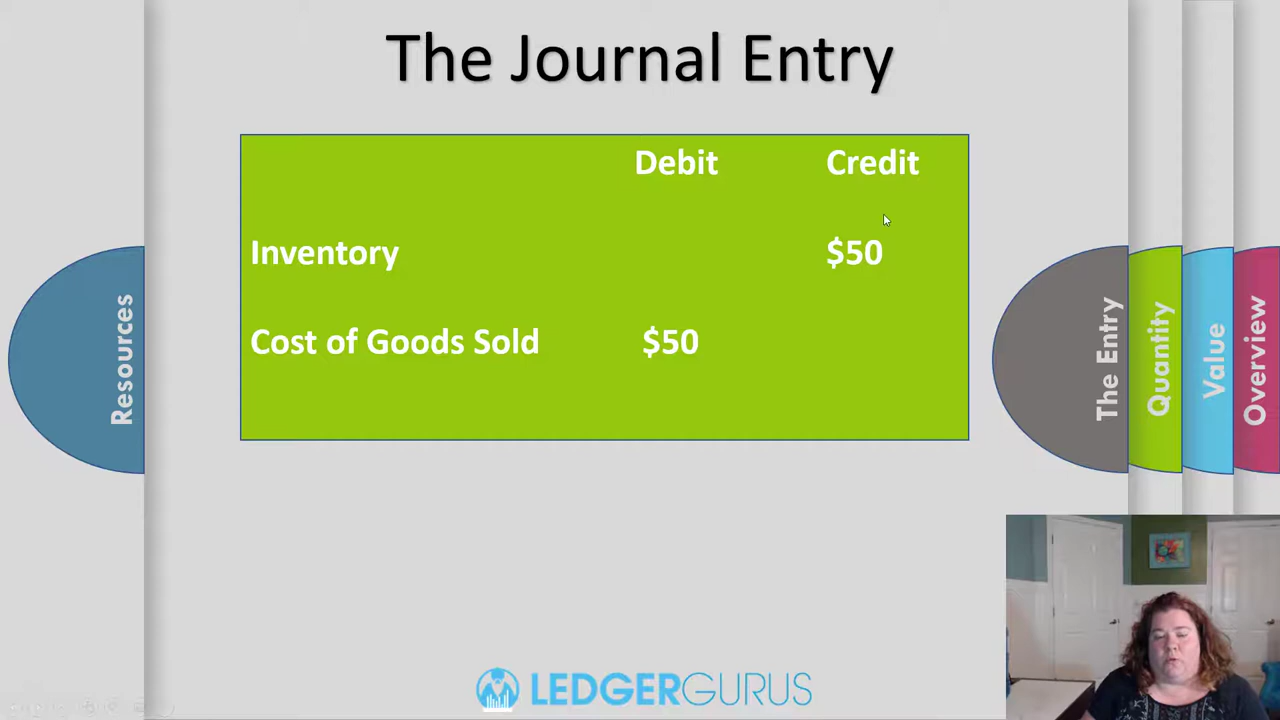 The Journal Entry
Debit Credit
Inventory $50
Cost of Goods Sold $50
Resources
The Entry
Quantity
Value
Overview
LEDGERGURUS